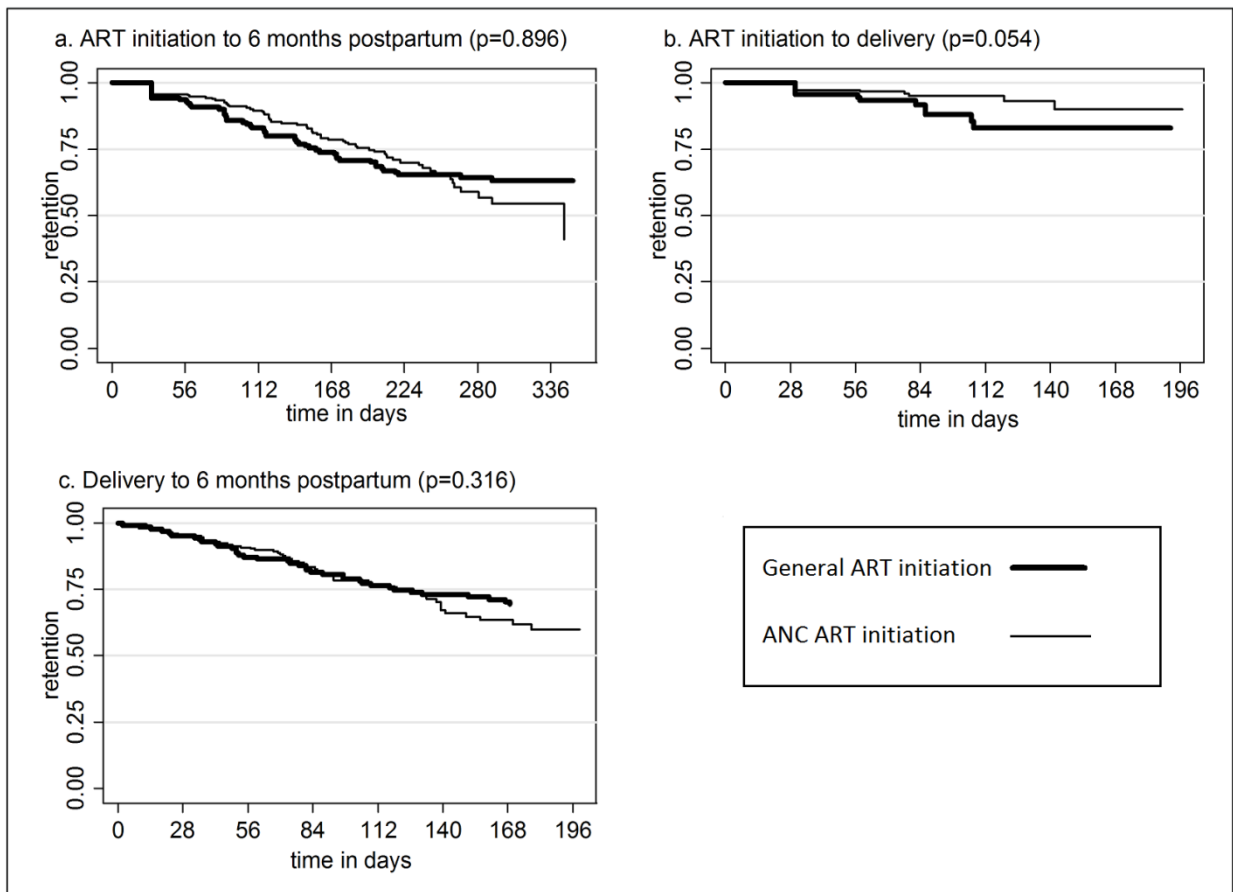 a. ART initiation to 6 months postpartum (p=0.896)
retention
0.00 0.25 0.50 0.75 1.00
0 56 112 168 224 280 336
time in days
b. ART initiation to delivery (p=0.054)
retention
0.00 0.25 0.50 0.75 1.00
0 28 56 84 112 140 168 196
time in days
c. Delivery to 6 months postpartum (p=0.316)
retention
0.00 0.25 0.50 0.75 1.00
0 28 56 84 112 140 168 196
time in days
General ART initiation
ANC ART initiation